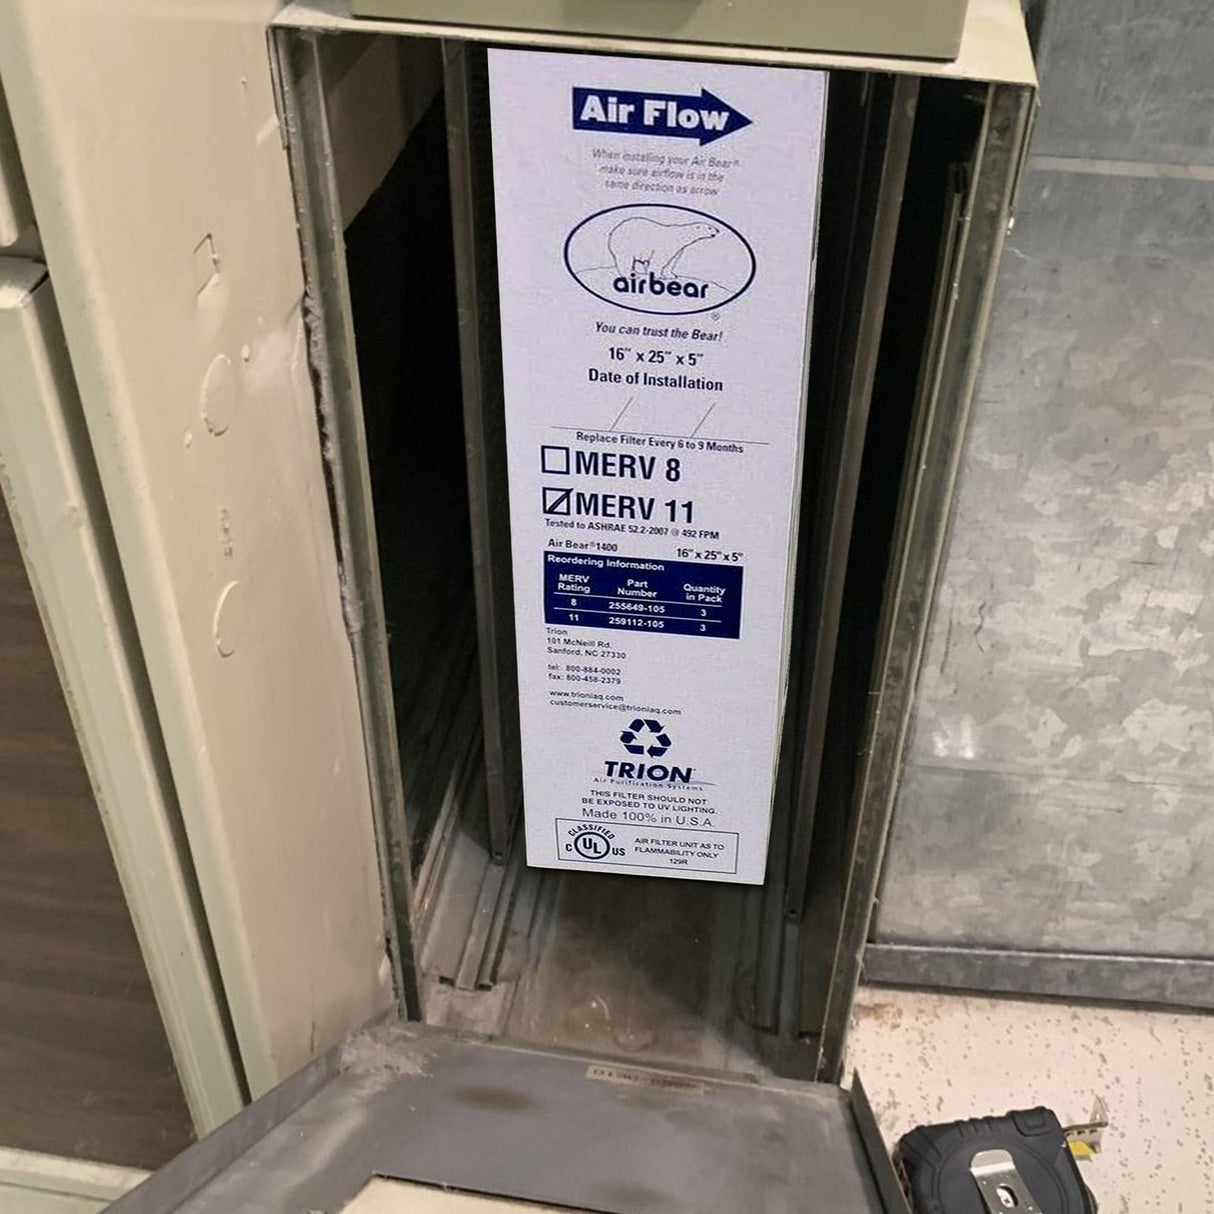 Air Flow
When installing your Air Bear®
make sure airflow is in the
same direction as arrow
airbear
®
You can trust the Bear!
16" x 25" x 5"
Date of Installation
Replace Filter Every 6 to 9 Months
MERV 8
MERV 11
Tested to ASHRAE 52.2-2007 @ 492 FPM
Air Bear® 1400 16" x 25" x 5"
Reordering Information
MERV Rating Part Number Quantity in Pack
8 255649-105 3
11 259112-105 3
Trion
101 McNeill Rd.
Sanford, NC 27330
tel: 800-884-0002
fax: 800-458-2379
www.trioniaq.com
customerservice@trioniaq.com
TRION™
Air Purification Systems
THIS FILTER SHOULD NOT
BE EXPOSED TO UV LIGHTING.
Made 100% in U.S.A.
CLASSIFIED
C UL US
AIR FILTER UNIT AS TO
FLAMMABILITY ONLY
129R